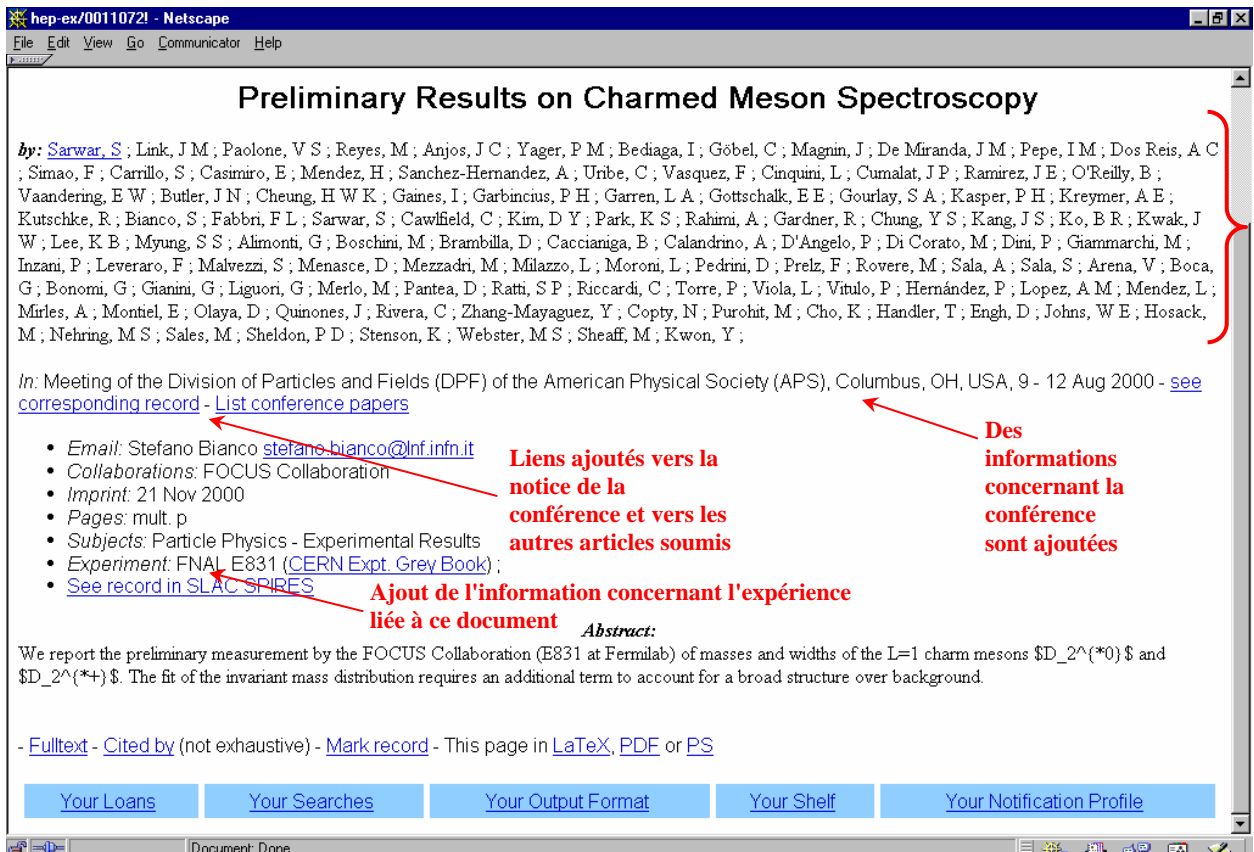 hep-ex/0011072! - Netscape
File Edit View Go Communicator Help
Preliminary Results on Charmed Meson Spectroscopy
by: Sarwar, S ; Link, J M ; Paolone, V S ; Reyes, M ; Anjos, J C ; Yager, P M ; Bediaga, I ; Göbel, C ; Magnin, J ; De Miranda, J M ; Pepe, I M ; Dos Reis, A C
; Simao, F ; Carrillo, S ; Casimiro, E ; Mendez, H ; Sanchez-Hernandez, A ; Uribe, C ; Vasquez, F ; Cinquini, L ; Cumalat, J P ; Ramirez, J E ; O'Reilly, B ;
Vaandering, E W ; Butler, J N ; Cheung, H W K ; Gaines, I ; Garbincius, P H ; Garren, L A ; Gottschalk, E E ; Gourlay, S A ; Kasper, P H ; Kreymer, A E ;
Kutschke, R ; Bianco, S ; Fabbri, F L ; Sarwar, S ; Cawlfield, C ; Kim, D Y ; Park, K S ; Rahimi, A ; Gardner, R ; Chung, Y S ; Kang, J S ; Ko, B R ; Kwak, J
W ; Lee, K B ; Myung, S S ; Alimonti, G ; Boschini, M ; Brambilla, D ; Caccianiga, B ; Calandrino, A ; D'Angelo, P ; Di Corato, M ; Dini, P ; Giammarchi, M ;
Inzani, P ; Leveraro, F ; Malvezzi, S ; Menasce, D ; Mezzadri, M ; Milazzo, L ; Moroni, L ; Pedrini, D ; Prelz, F ; Rovere, M ; Sala, A ; Sala, S ; Arena, V ; Boca,
G ; Bonomi, G ; Gianini, G ; Liguori, G ; Merlo, M ; Pantea, D ; Ratti, S P ; Riccardi, C ; Torre, P ; Viola, L ; Vitulo, P ; Hernández, P ; Lopez, A M ; Mendez, L ;
Mirles, A ; Montiel, E ; Olaya, D ; Quinones, J ; Rivera, C ; Zhang-Mayaguez, Y ; Copty, N ; Purohit, M ; Cho, K ; Handler, T ; Engh, D ; Johns, W E ; Hosack,
M ; Nehring, M S ; Sales, M ; Sheldon, P D ; Stenson, K ; Webster, M S ; Sheaff, M ; Kwon, Y ;
In: Meeting of the Division of Particles and Fields (DPF) of the American Physical Society (APS), Columbus, OH, USA, 9 - 12 Aug 2000 - see
corresponding record - List conference papers
Email: Stefano Bianco stefano.bianco@lnf.infn.it
Collaborations: FOCUS Collaboration
Imprint: 21 Nov 2000
Pages: mult. p
Subjects: Particle Physics - Experimental Results
Experiment: FNAL E831 (CERN Expt. Grey Book) ;
See record in SLAC SPIRES
Liens ajoutés vers la
notice de la
conférence et vers les
autres articles soumis
Des
informations
concernant la
conférence
sont ajoutées
Ajout de l'information concernant l'expérience
liée à ce document
Abstract:
We report the preliminary measurement by the FOCUS Collaboration (E831 at Fermilab) of masses and widths of the L=1 charm mesons $D_2^{*0}$ and
$D_2^{*+}$. The fit of the invariant mass distribution requires an additional term to account for a broad structure over background.
- Fulltext - Cited by (not exhaustive) - Mark record - This page in LaTeX, PDF or PS
Your Loans Your Searches Your Output Format Your Shelf Your Notification Profile
Document: Done